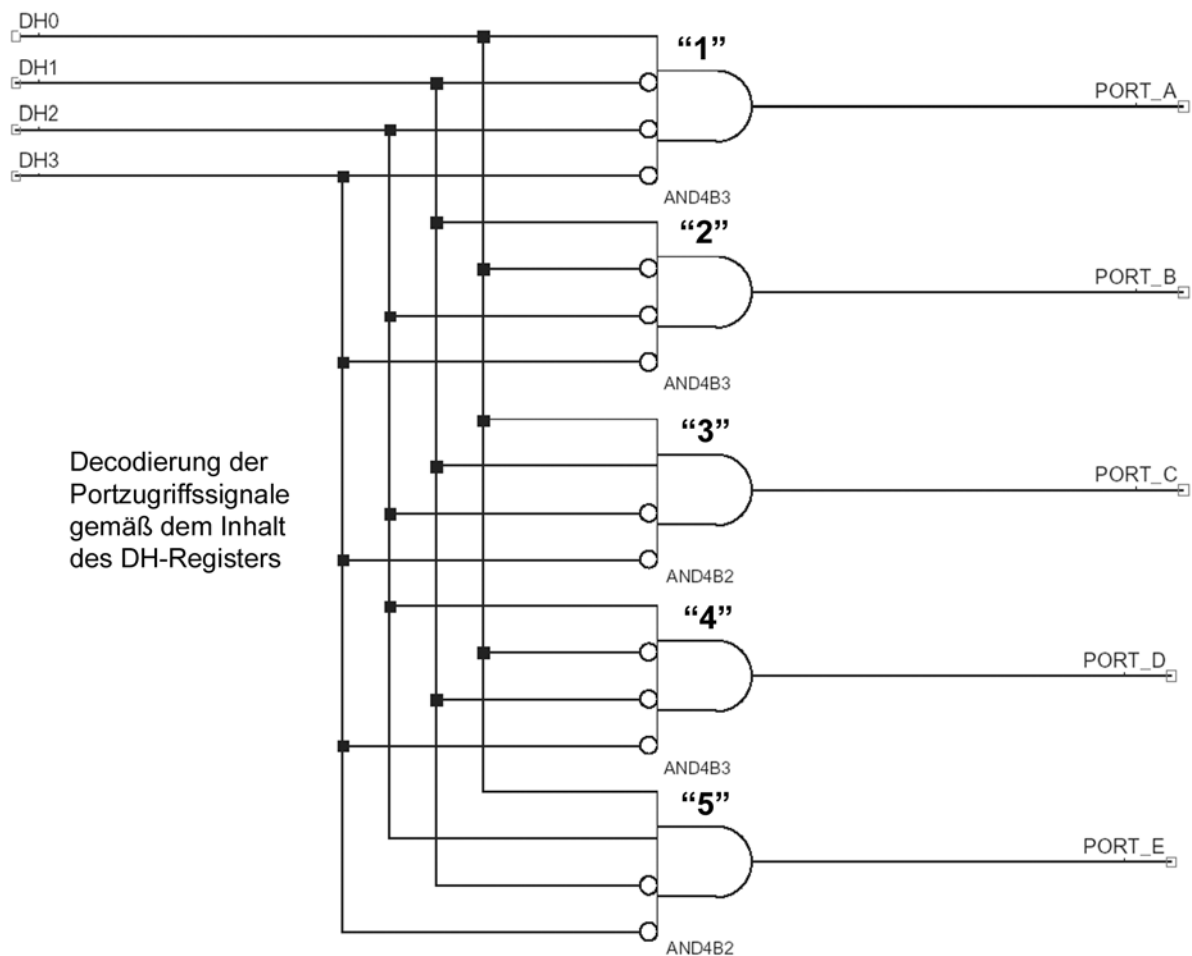 DH0
DH1
DH2
DH3
“1”
PORT_A
AND4B3
“2”
PORT_B
AND4B3
“3”
PORT_C
AND4B2
Decodierung der
Portzugriffssignale
gemäß dem Inhalt
des DH-Registers
“4”
PORT_D
AND4B3
“5”
PORT_E
AND4B2